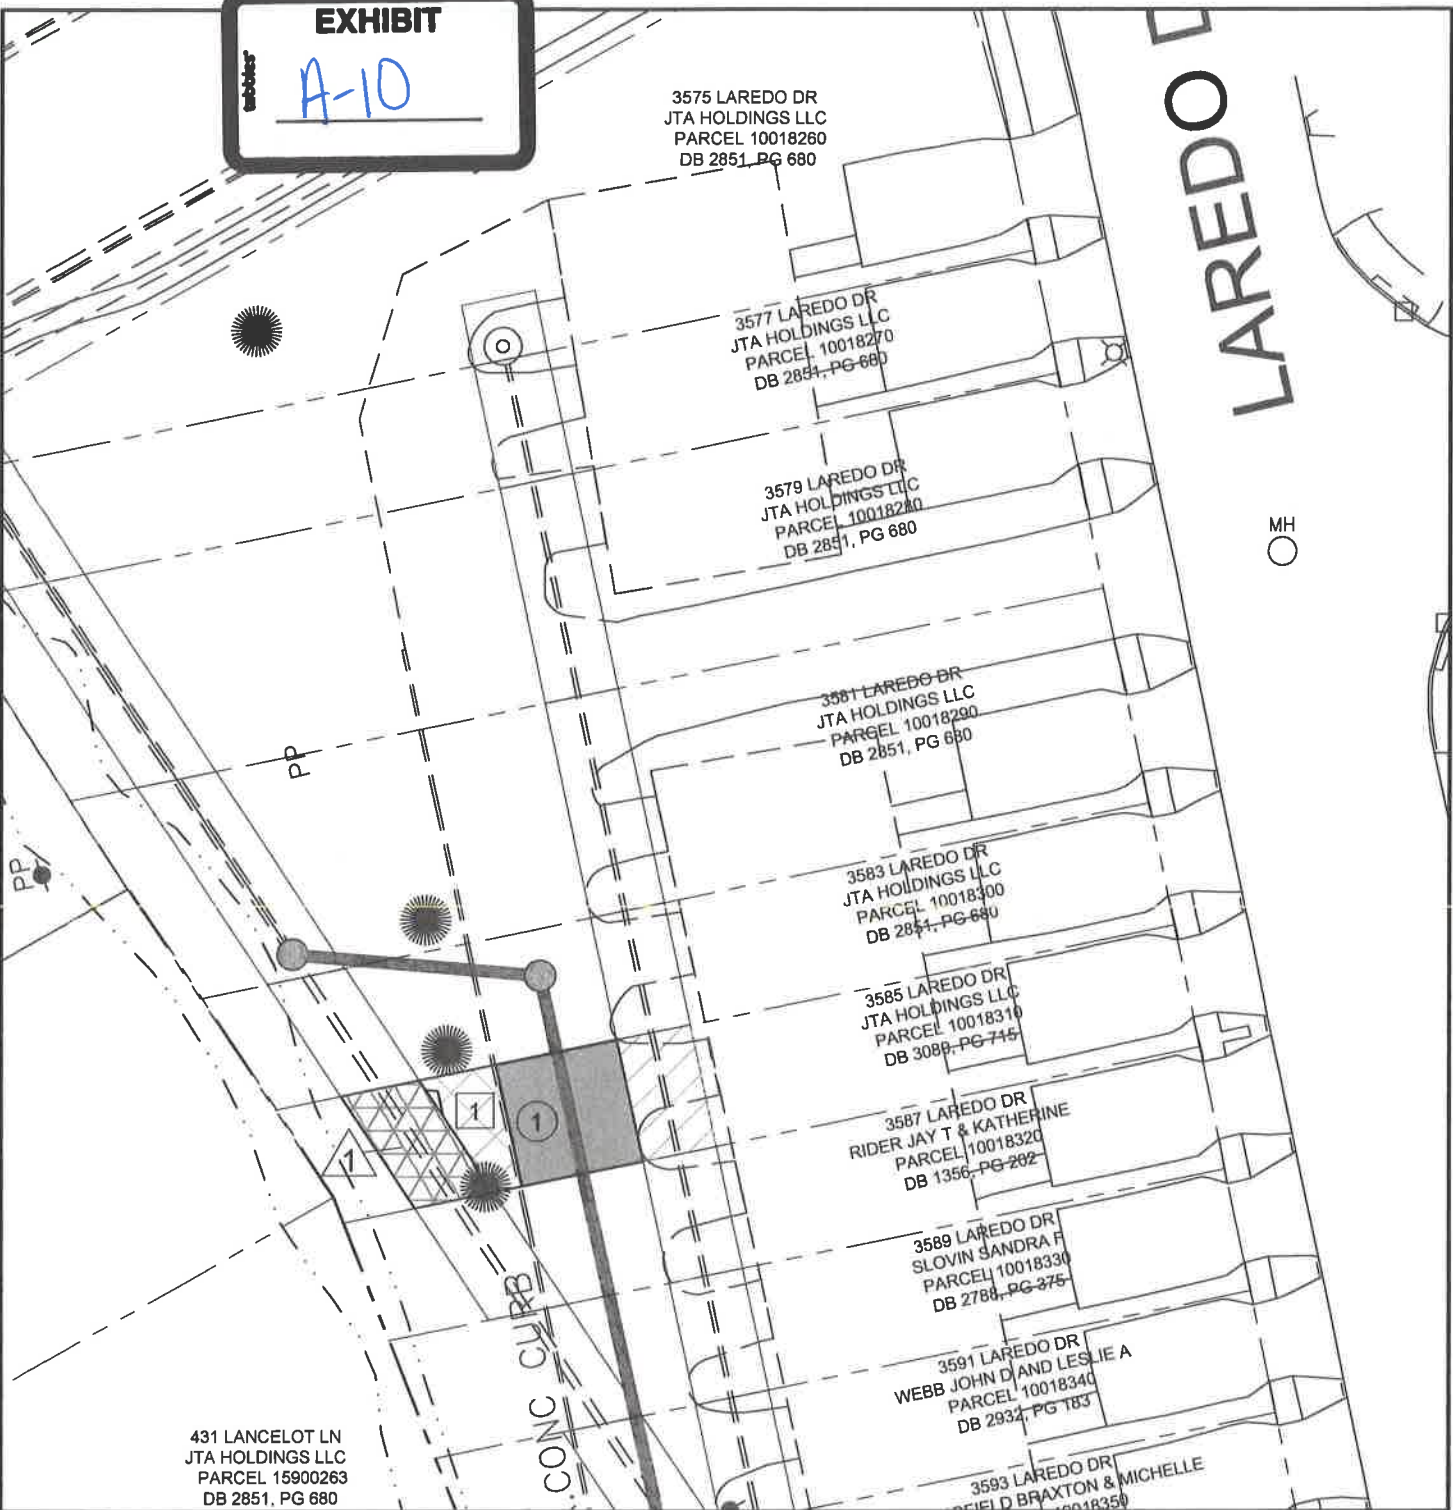 EXHIBIT
tabbies®
A-10
3575 LAREDO DR
JTA HOLDINGS LLC
PARCEL 10018260
DB 2851, PG 680
LAREDO D
3577 LAREDO DR
JTA HOLDINGS LLC
PARCEL 10018270
DB 2851, PG 680
3579 LAREDO DR
JTA HOLDINGS LLC
PARCEL 10018280
DB 2851, PG 680
MH
3581 LAREDO DR
JTA HOLDINGS LLC
PARCEL 10018290
DB 2851, PG 680
PP
PP
3583 LAREDO DR
JTA HOLDINGS LLC
PARCEL 10018300
DB 2851, PG 680
3585 LAREDO DR
JTA HOLDINGS LLC
PARCEL 10018310
DB 3089, PG 715
1
1
1
3587 LAREDO DR
RIDER JAY T & KATHERINE
PARCEL 10018320
DB 1356, PG 202
3589 LAREDO DR
SLOVIN SANDRA F
PARCEL 10018330
DB 2788, PG 375
3591 LAREDO DR
WEBB JOHN D AND LESLIE A
PARCEL 10018340
DB 2932, PG 183
CONC CURB
431 LANCELOT LN
JTA HOLDINGS LLC
PARCEL 15900263
DB 2851, PG 680
3593 LAREDO DR
FIELD BRAXTON & MICHELLE
10018350